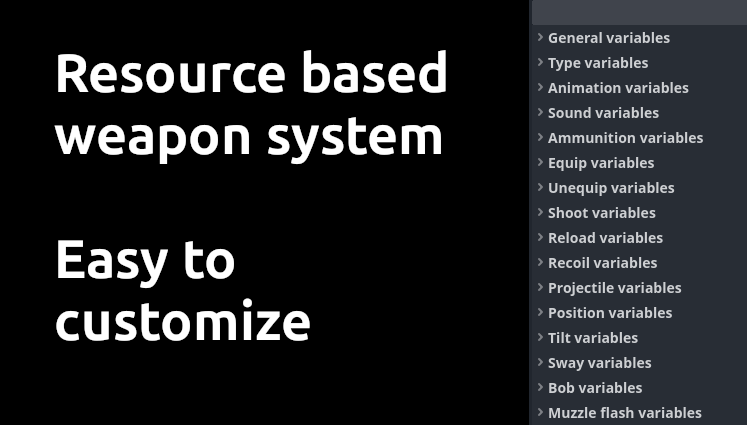 Resource based
weapon system
Easy to
customize
General variables
Type variables
Animation variables
Sound variables
Ammunition variables
Equip variables
Unequip variables
Shoot variables
Reload variables
Recoil variables
Projectile variables
Position variables
Tilt variables
Sway variables
Bob variables
Muzzle flash variables